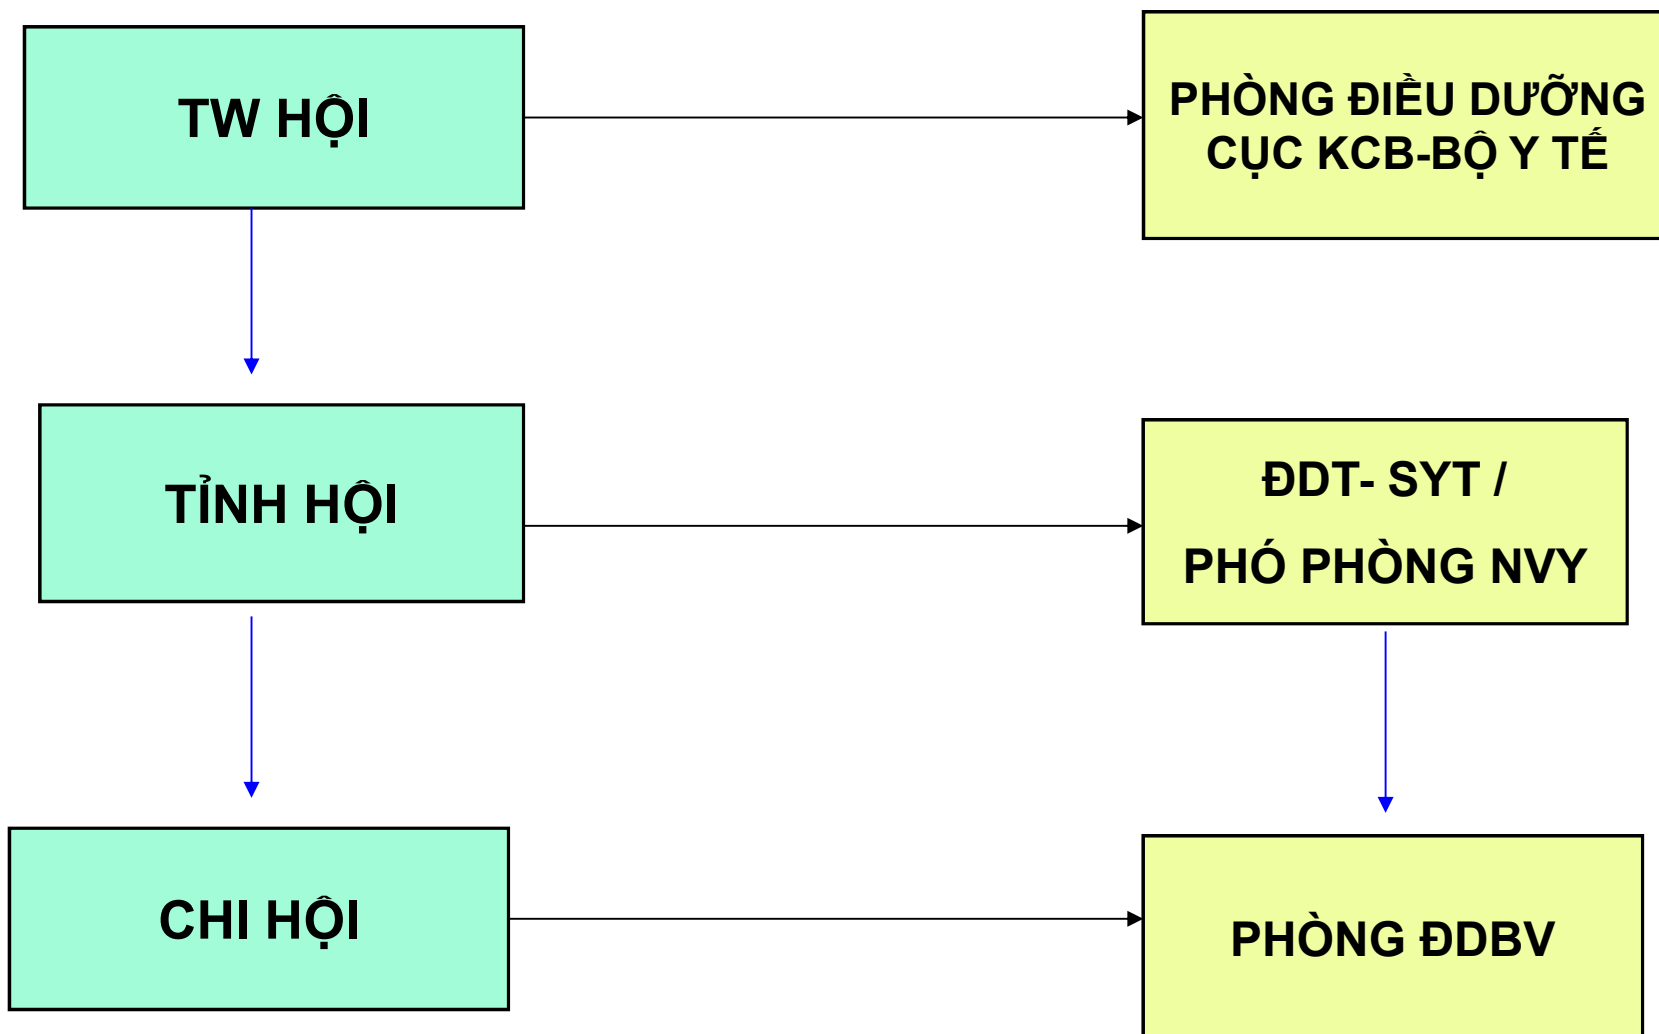 TW HỘI
PHÒNG ĐIỀU DƯỠNG
CỤC KCB-BỘ Y TẾ
TỈNH HỘI
ĐDT- SYT /
PHÓ PHÒNG NVY
CHI HỘI
PHÒNG ĐDBV